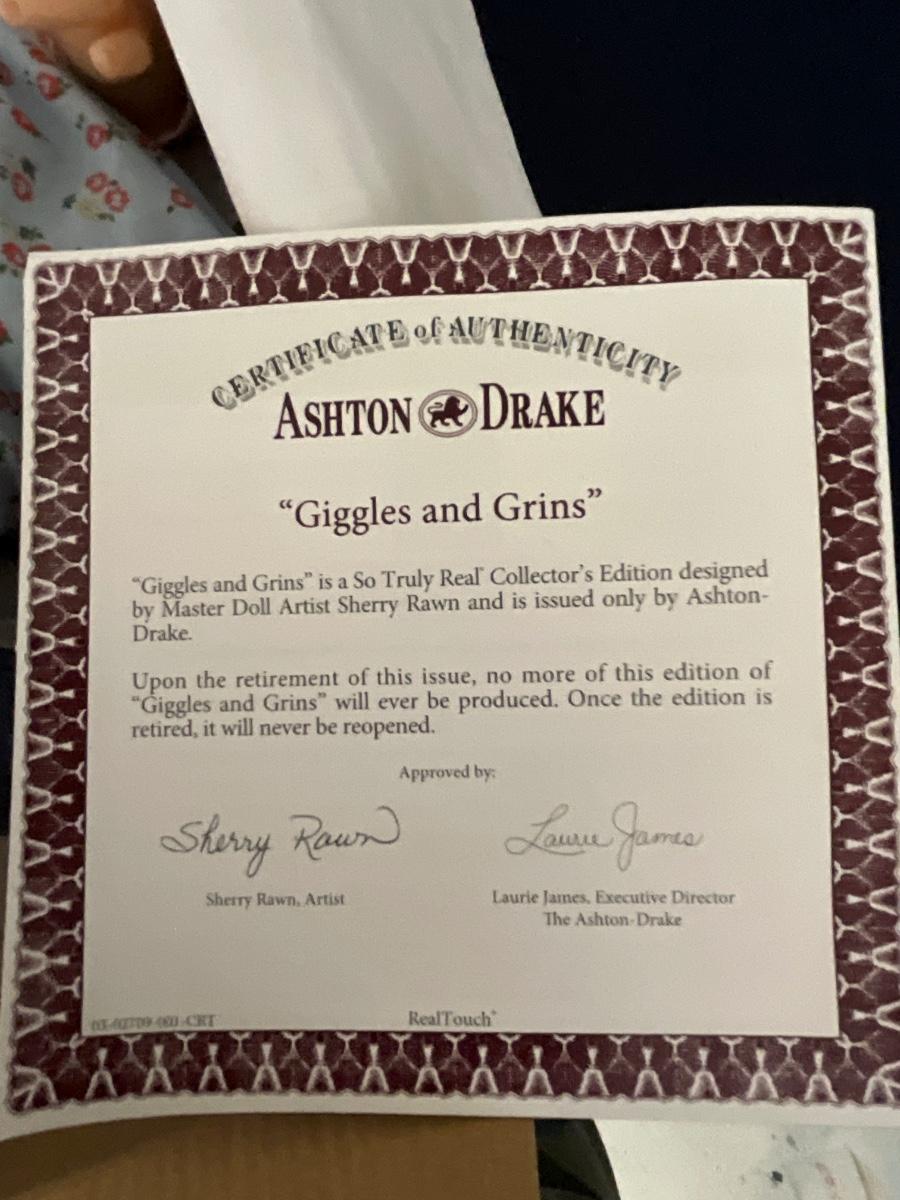 CERTIFICATE of AUTHENTICITY
ASHTON DRAKE
“Giggles and Grins”
“Giggles and Grins” is a So Truly Real® Collector’s Edition designed
by Master Doll Artist Sherry Rawn and is issued only by Ashton-
Drake.
Upon the retirement of this issue, no more of this edition of
“Giggles and Grins” will ever be produced. Once the edition is
retired, it will never be reopened.
Approved by:
Sherry Rawn Laurie James
Sherry Rawn, Artist Laurie James, Executive Director
The Ashton-Drake
RealTouch®